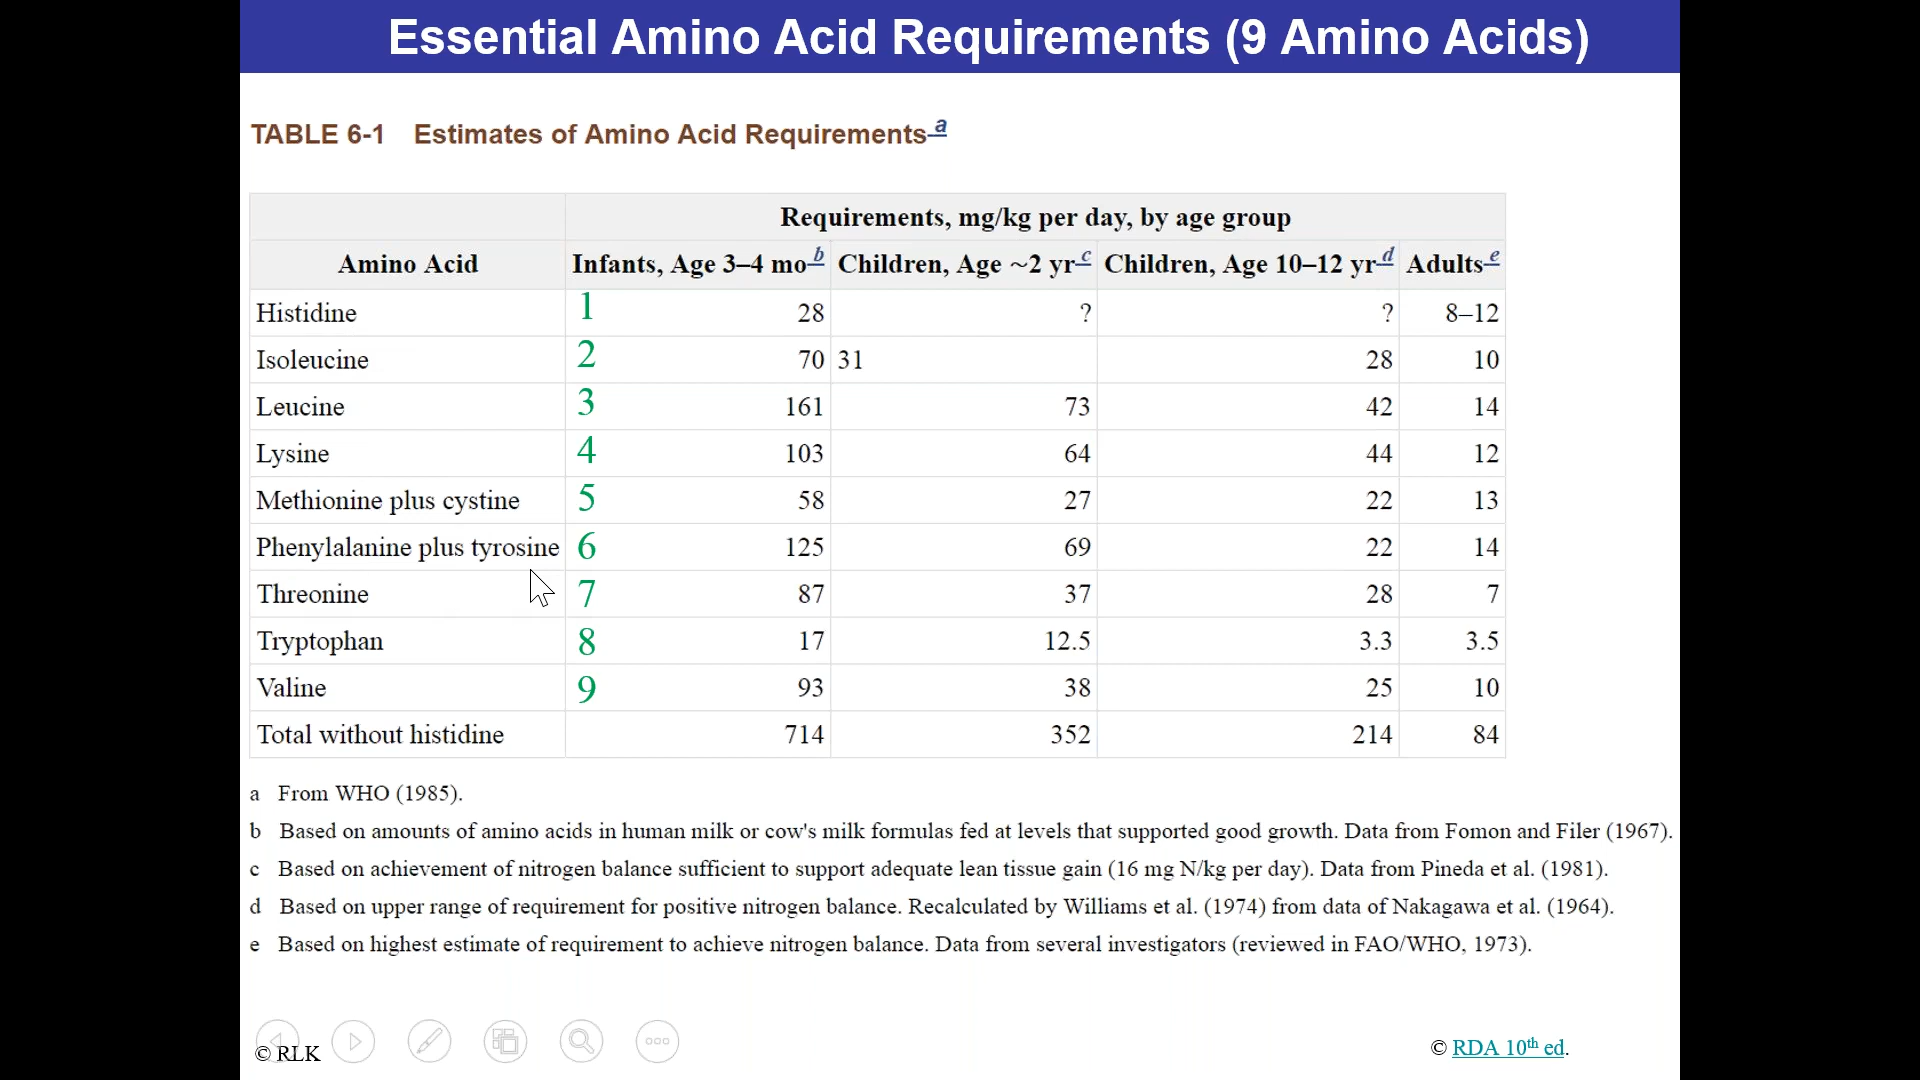 Essential Amino Acid Requirements (9 Amino Acids)
TABLE 6-1 Estimates of Amino Acid Requirements a
Requirements, mg/kg per day, by age group
Amino Acid Infants, Age 3–4 mo b Children, Age ~2 yr c Children, Age 10–12 yr d Adults e
Histidine 1 28 ? ? 8–12
Isoleucine 2 70 31 28 10
Leucine 3 161 73 42 14
Lysine 4 103 64 44 12
Methionine plus cystine 5 58 27 22 13
Phenylalanine plus tyrosine 6 125 69 22 14
Threonine 7 87 37 28 7
Tryptophan 8 17 12.5 3.3 3.5
Valine 9 93 38 25 10
Total without histidine 714 352 214 84
a From WHO (1985).
b Based on amounts of amino acids in human milk or cow's milk formulas fed at levels that supported good growth. Data from Fomon and Filer (1967).
c Based on achievement of nitrogen balance sufficient to support adequate lean tissue gain (16 mg N/kg per day). Data from Pineda et al. (1981).
d Based on upper range of requirement for positive nitrogen balance. Recalculated by Williams et al. (1974) from data of Nakagawa et al. (1964).
e Based on highest estimate of requirement to achieve nitrogen balance. Data from several investigators (reviewed in FAO/WHO, 1973).
© RLK
© RDA 10th ed.